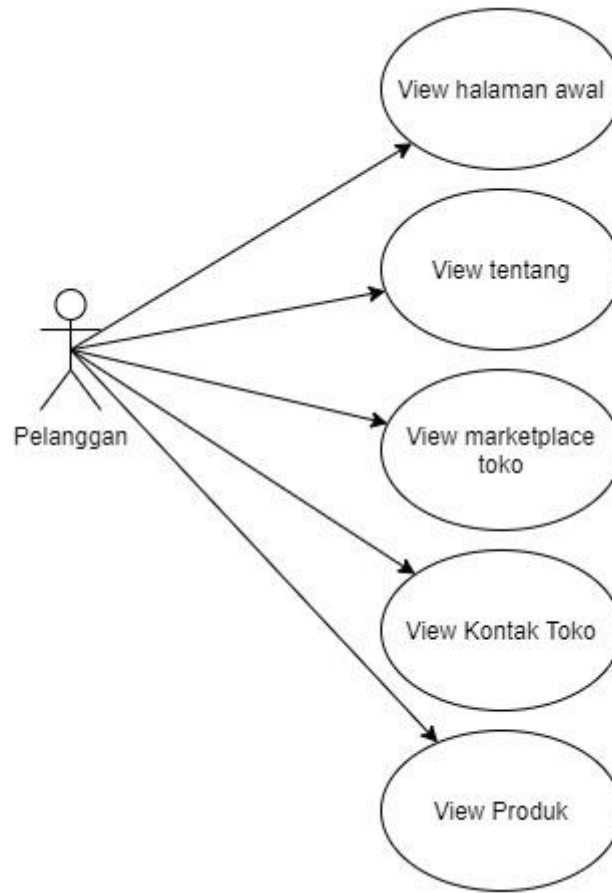 View halaman awal
View tentang
Pelanggan
View marketplace
toko
View Kontak Toko
View Produk